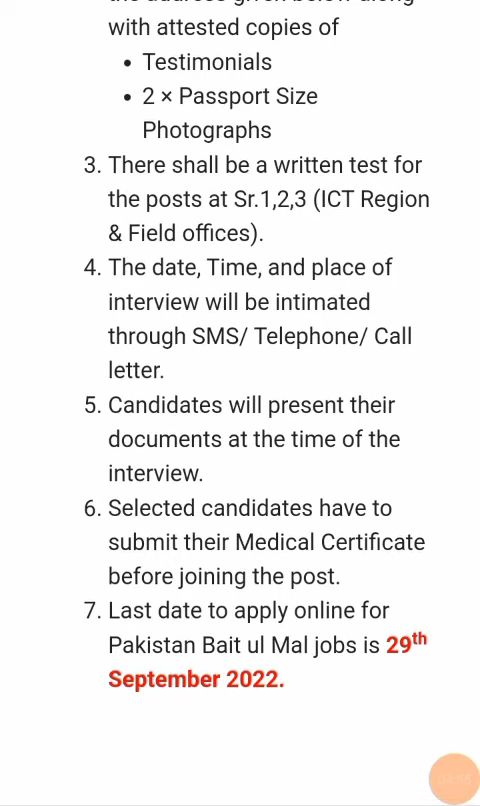 with attested copies of
• Testimonials
• 2 × Passport Size
Photographs
3. There shall be a written test for
the posts at Sr.1,2,3 (ICT Region
& Field offices).
4. The date, Time, and place of
interview will be intimated
through SMS/ Telephone/ Call
letter.
5. Candidates will present their
documents at the time of the
interview.
6. Selected candidates have to
submit their Medical Certificate
before joining the post.
7. Last date to apply online for
Pakistan Bait ul Mal jobs is 29th
September 2022.